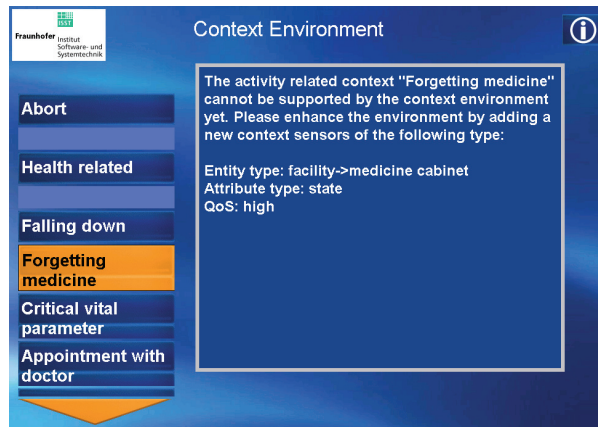 ISST
Fraunhofer Institut
Software- und
Systemtechnik
Context Environment
i
Abort
Health related
Falling down
Forgetting
medicine
Critical vital
parameter
Appointment with
doctor
The activity related context "Forgetting medicine"
cannot be supported by the context environment
yet. Please enhance the environment by adding a
new context sensors of the following type:
Entity type: facility->medicine cabinet
Attribute type: state
QoS: high